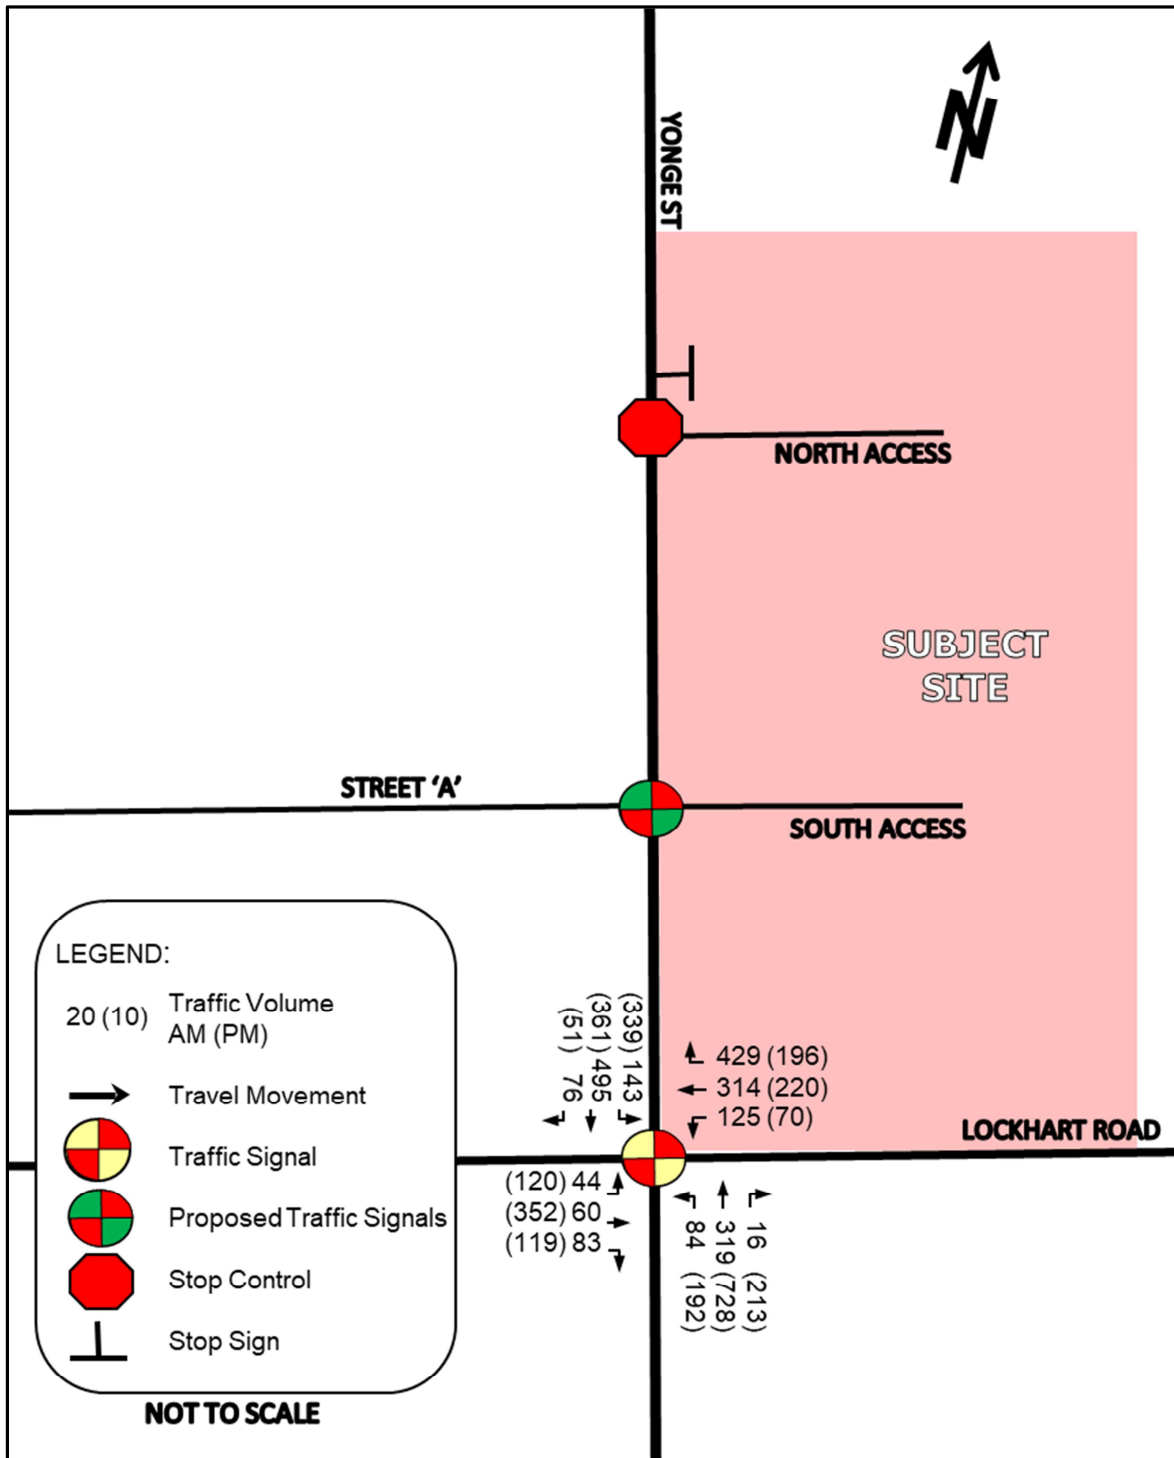 N
YONGE ST
NORTH ACCESS
SUBJECT
SITE
STREET ‘A’
SOUTH ACCESS
LEGEND:
20 (10)
Traffic Volume
AM (PM)
Travel Movement
Traffic Signal
Proposed Traffic Signals
Stop Control
Stop Sign
NOT TO SCALE
(51) 76
(361) 495
(339) 143
429 (196)
314 (220)
125 (70)
LOCKHART ROAD
(120) 44
(352) 60
(119) 83
84 (192)
319 (728)
16 (213)